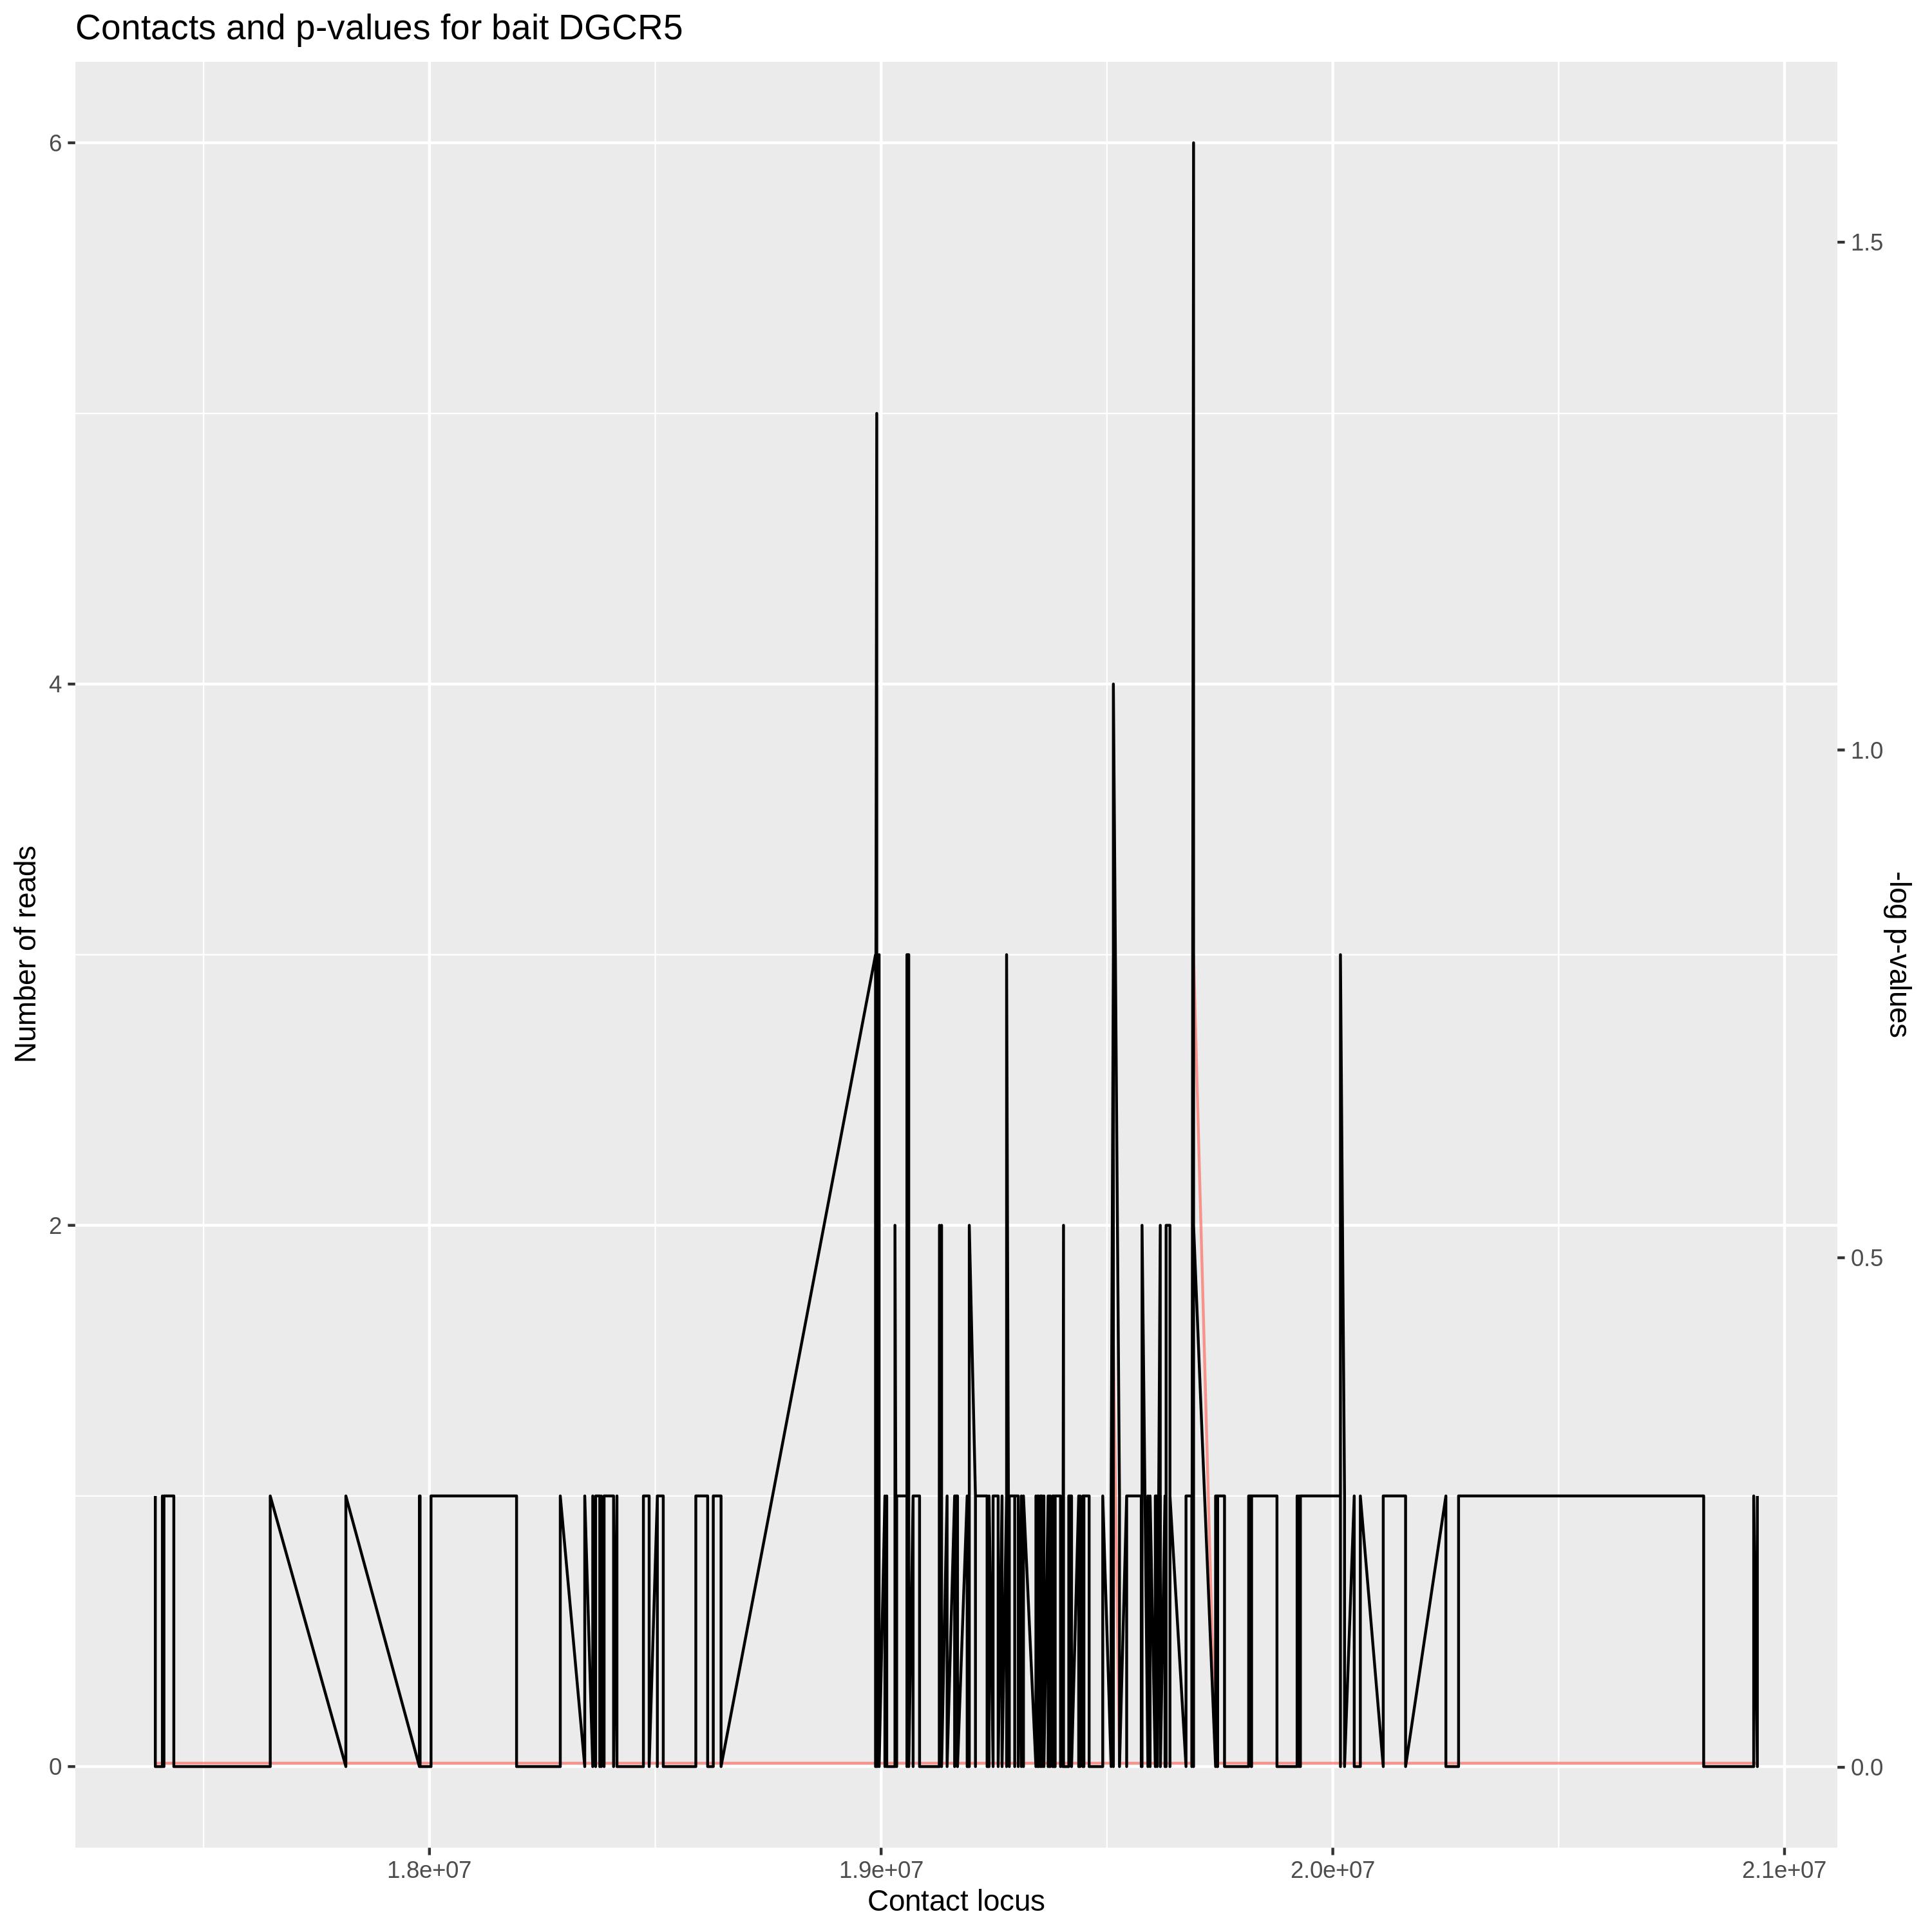 Contacts and p-values for bait DGCR5
6
4
2
0
Number of reads
1.5
1.0
0.5
0.0
-log p-values
1.8e+07
1.9e+07
2.0e+07
2.1e+07
Contact locus